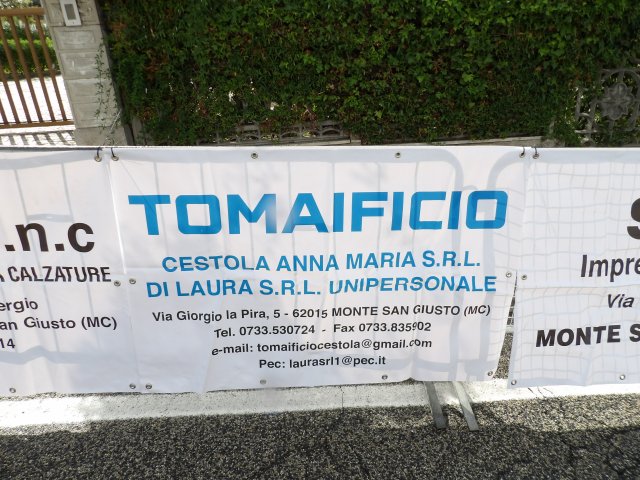 .n.c
A CALZATURE
ergio
an Giusto (MC)
14
TOMAIFICIO
CESTOLA ANNA MARIA S.R.L.
DI LAURA S.R.L. UNIPERSONALE
Via Giorgio la Pira, 5 - 62015 MONTE SAN GIUSTO (MC)
Tel. 0733.530724 - Fax 0733.835902
e-mail: tomaificiocestola@gmail.com
Pec: laurasrl1@pec.it
S
Impre
Via
MONTE S